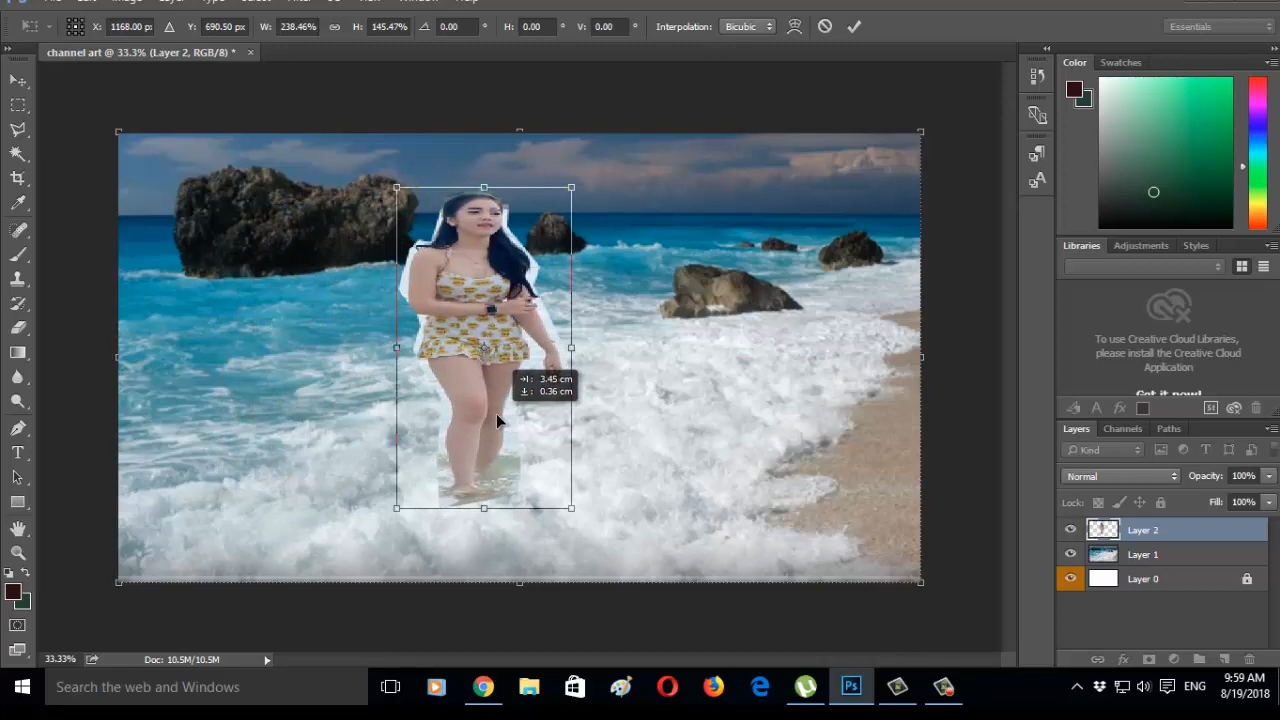 X: 1168.00 px Y: 690.50 px W: 238.46% H: 145.47% 0.00 ° H: 0.00 ° V: 0.00 ° Interpolation: Bicubic Essentials
channel art @ 33.3% (Layer 2, RGB/8) * ×
Color Swatches
Libraries Adjustments Styles
To use Creative Cloud Libraries,
please install the Creative Cloud
application
Get it now!
3.45 cm
0.36 cm
Layers Channels Paths
Kind
Normal Opacity: 100%
Lock: Fill: 100%
Layer 2
Layer 1
Layer 0
33.33% Doc: 10.5M/10.5M
Search the web and Windows
ENG
9:59 AM
8/19/2018